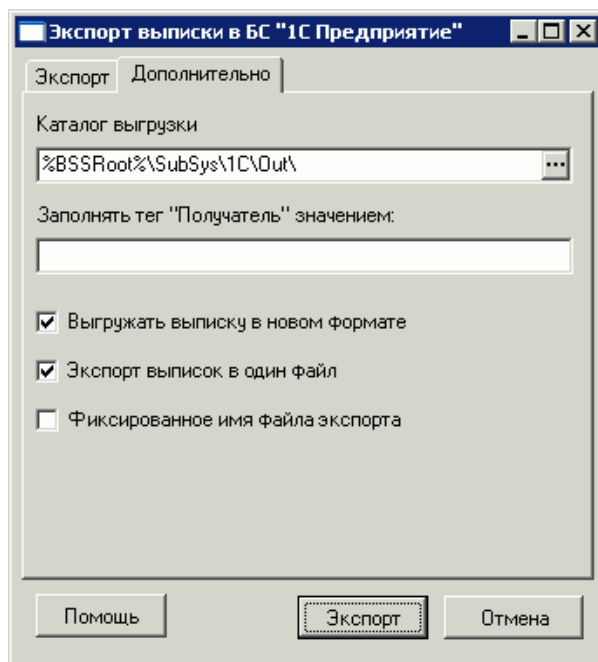 Экспорт выписки в БС "1С Предприятие"
Экспорт Дополнительно
Каталог выгрузки
%BSSRoot%\SubSys\1C\Out\ ...
Заполнять тег "Получатель" значением:
Выгружать выписку в новом формате
Экспорт выписок в один файл
Фиксированное имя файла экспорта
Помощь Экспорт Отмена